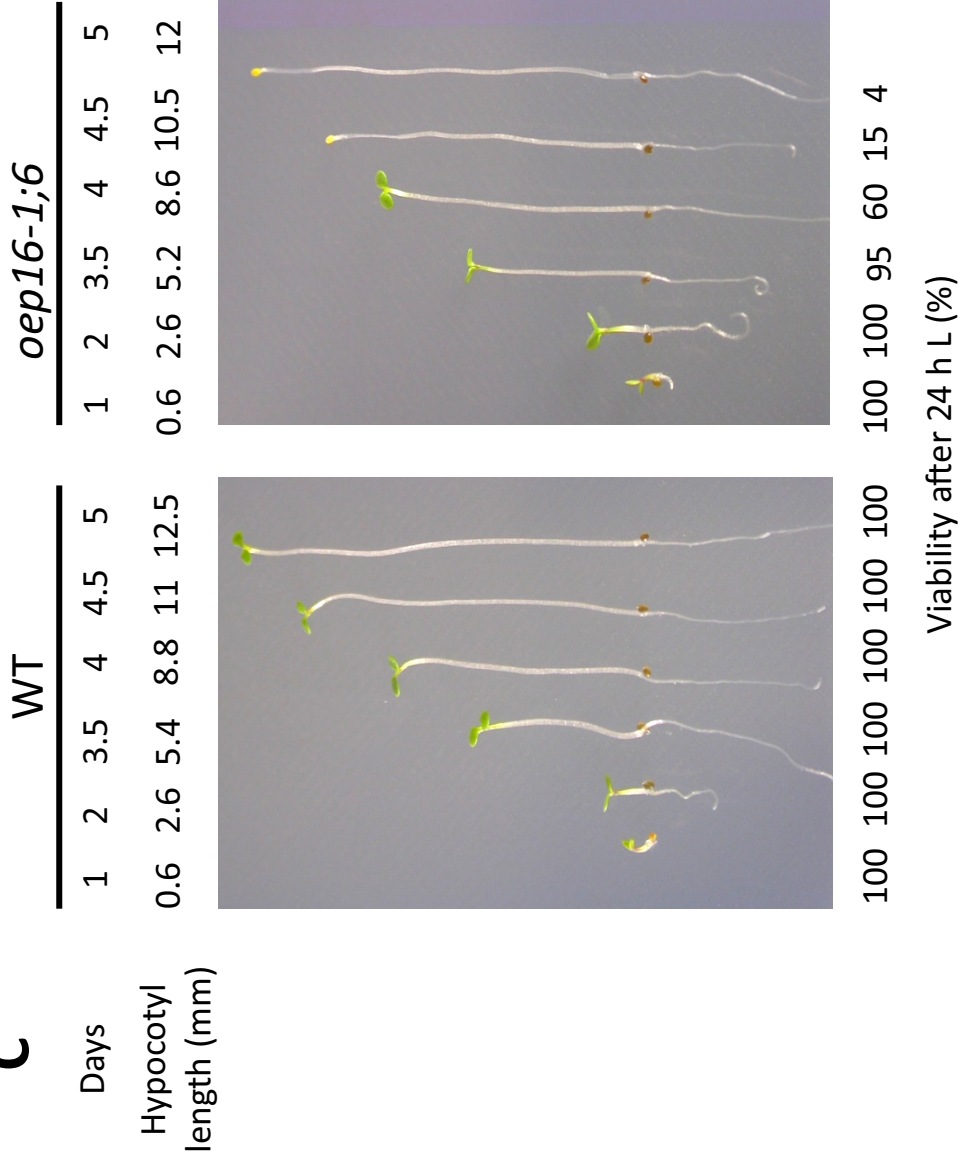 C
WT
oep16-1;6
Days
1 2 3.5 4 4.5 5
1 2 3.5 4 4.5 5
Hypocotyl
length (mm)
0.6 2.6 5.4 8.8 11 12.5
0.6 2.6 5.2 8.6 10.5 12
100 100 100 100 100 100
100 100 95 60 15 4
Viability after 24 h L (%)